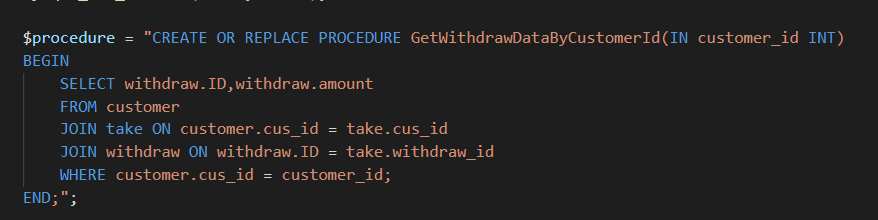 $procedure = "CREATE OR REPLACE PROCEDURE GetWithdrawDataByCustomerId(IN customer_id INT)
BEGIN
    SELECT withdraw.ID,withdraw.amount
    FROM customer
    JOIN take ON customer.cus_id = take.cus_id
    JOIN withdraw ON withdraw.ID = take.withdraw_id
    WHERE customer.cus_id = customer_id;
END;";